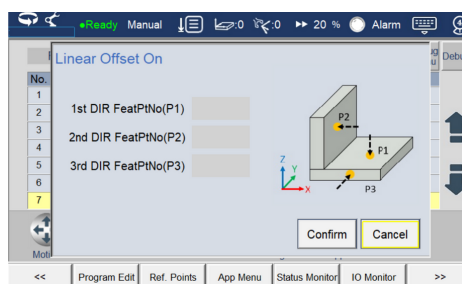 Ready Manual :0 :0 20 % Alarm
Linear Offset On
Debu
No.
1
2
3
4
5
6
7
1st DIR FeatPtNo(P1)
2nd DIR FeatPtNo(P2)
3rd DIR FeatPtNo(P3)
P2
P1
P3
Z
Y
X
Confirm Cancel
Moti
<< Program Edit Ref. Points App Menu Status Monitor IO Monitor >>